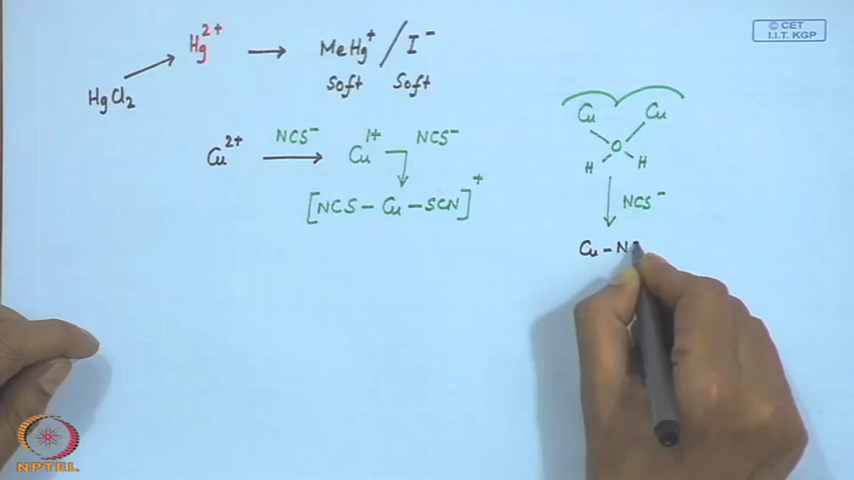 © CET
I.I.T. KGP
Hg2+ → MeHg+ / I−
Soft Soft
HgCl2
Cu2+ NCS− → Cu1+ NCS−
[NCS – Cu – SCN]+
Cu Cu
O
H H
NCS−
Cu – N
NPTEL